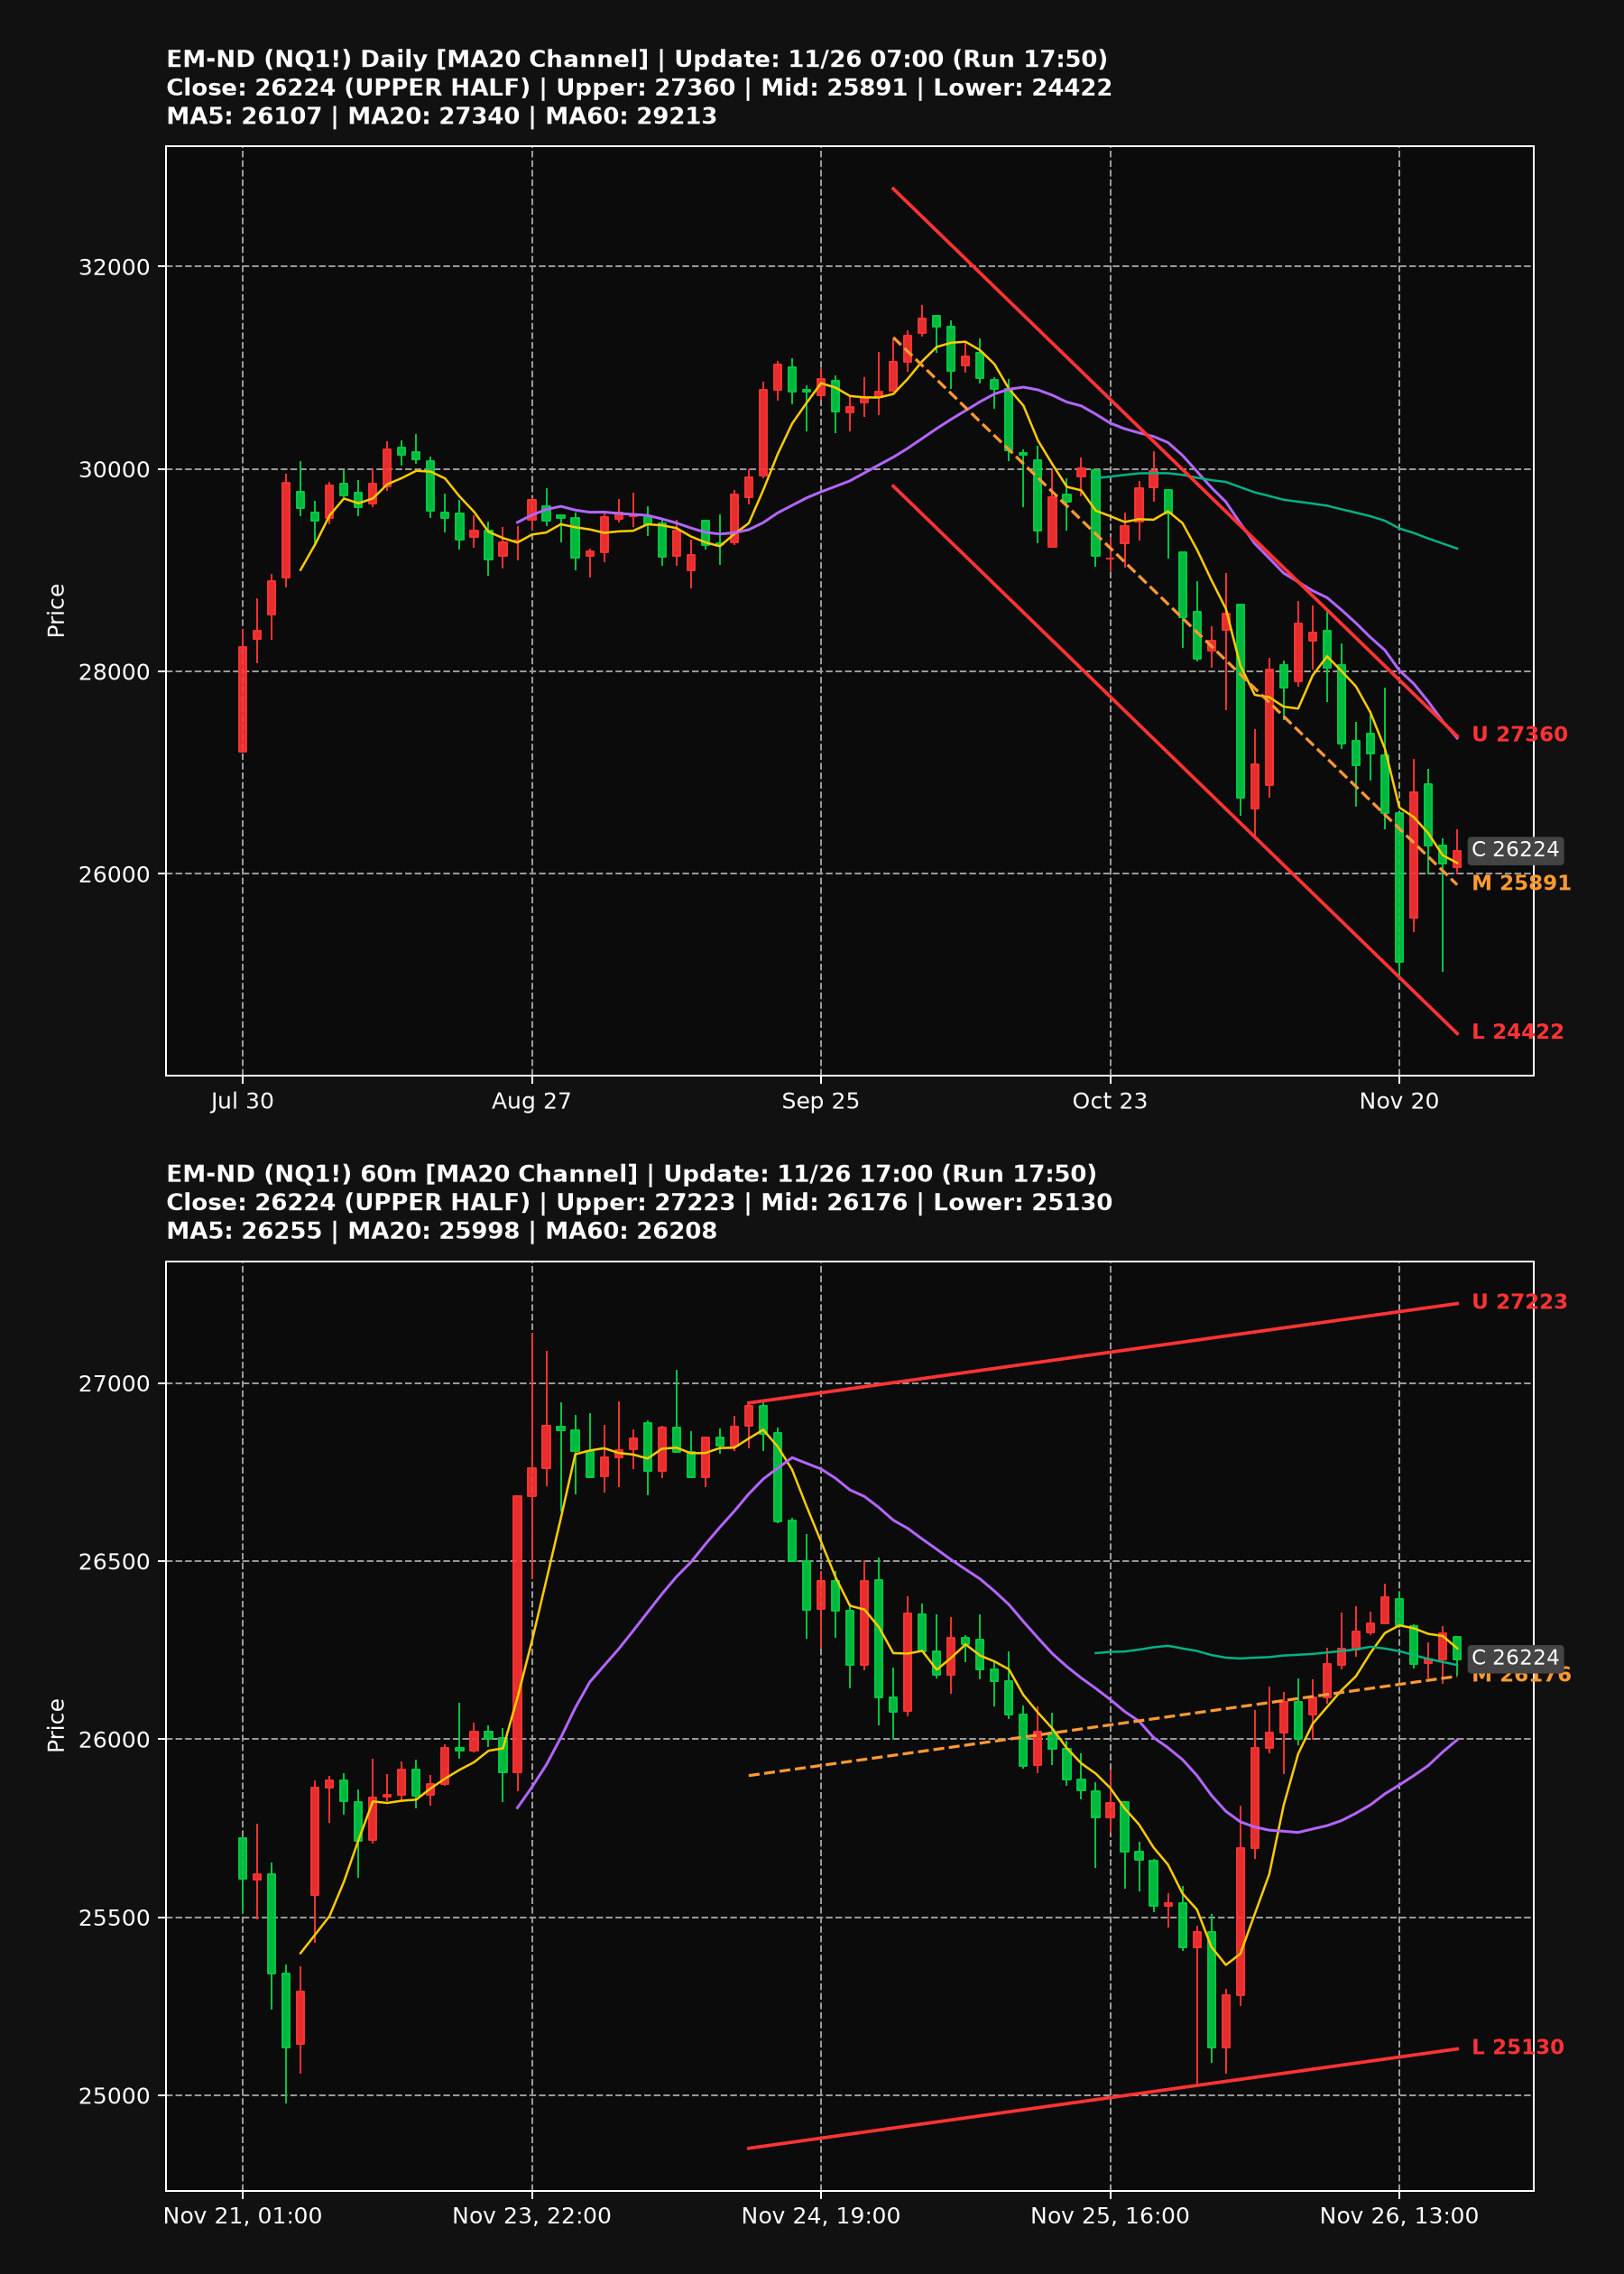 EM-ND (NQ1!) Daily [MA20 Channel] | Update: 11/26 07:00 (Run 17:50)
Close: 26224 (UPPER HALF) | Upper: 27360 | Mid: 25891 | Lower: 24422
MA5: 26107 | MA20: 27340 | MA60: 29213
Price
32000
30000
28000
26000
U 27360
C 26224
M 25891
L 24422
Jul 30
Aug 27
Sep 25
Oct 23
Nov 20
EM-ND (NQ1!) 60m [MA20 Channel] | Update: 11/26 17:00 (Run 17:50)
Close: 26224 (UPPER HALF) | Upper: 27223 | Mid: 26176 | Lower: 25130
MA5: 26255 | MA20: 25998 | MA60: 26208
Price
27000
26500
26000
25500
25000
U 27223
C 26224
M 26176
L 25130
Nov 21, 01:00
Nov 23, 22:00
Nov 24, 19:00
Nov 25, 16:00
Nov 26, 13:00